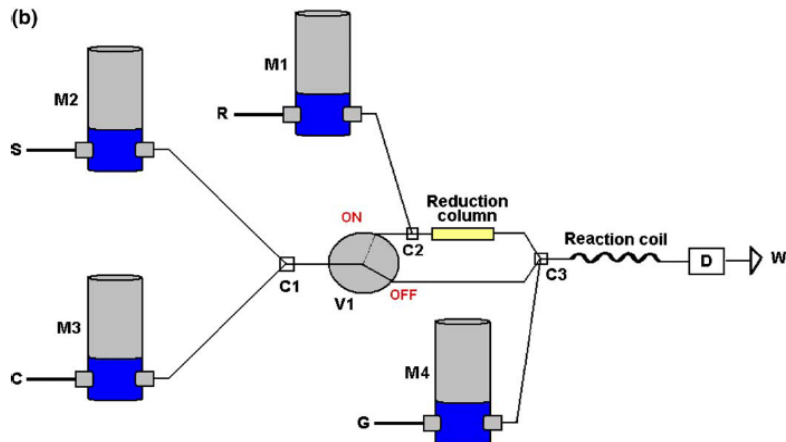 (b)
M1
M2
R
S
Reduction
column
ON
C2
Reaction coil
C1
D
W
C3
V1
OFF
M3
M4
C
G